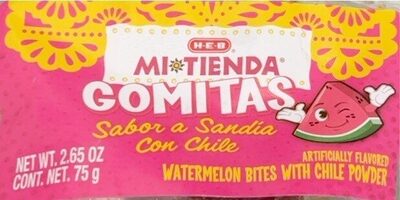 H-E-B
MI TIENDA®
GOMITAS
Sabor a Sandía
Con Chile
NET WT. 2.65 OZ
CONT. NET. 75 g
ARTIFICIALLY FLAVORED
WATERMELON BITES WITH CHILE POWDER